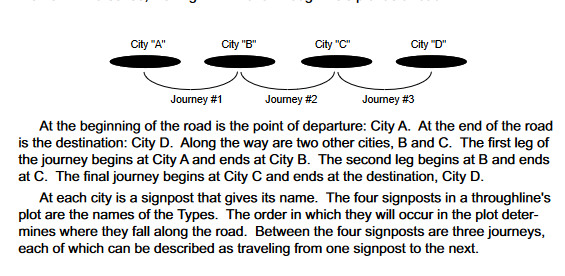 City "A" City "B" City "C" City "D"
Journey #1 Journey #2 Journey #3
At the beginning of the road is the point of departure: City A. At the end of the road
is the destination: City D. Along the way are two other cities, B and C. The first leg of
the journey begins at City A and ends at City B. The second leg begins at B and ends
at C. The final journey begins at City C and ends at the destination, City D.
At each city is a signpost that gives its name. The four signposts in a throughline's
plot are the names of the Types. The order in which they will occur in the plot deter-
mines where they fall along the road. Between the four signposts are three journeys,
each of which can be described as traveling from one signpost to the next.